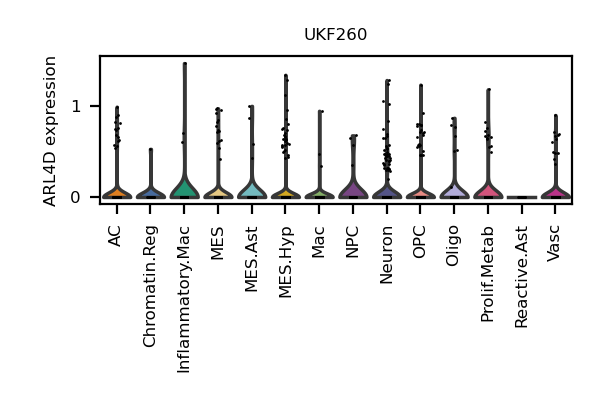 UKF260
ARL4D expression
1
0
AC
Chromatin.Reg
Inflammatory.Mac
MES
MES.Ast
MES.Hyp
Mac
NPC
Neuron
OPC
Oligo
Prolif.Metab
Reactive.Ast
Vasc